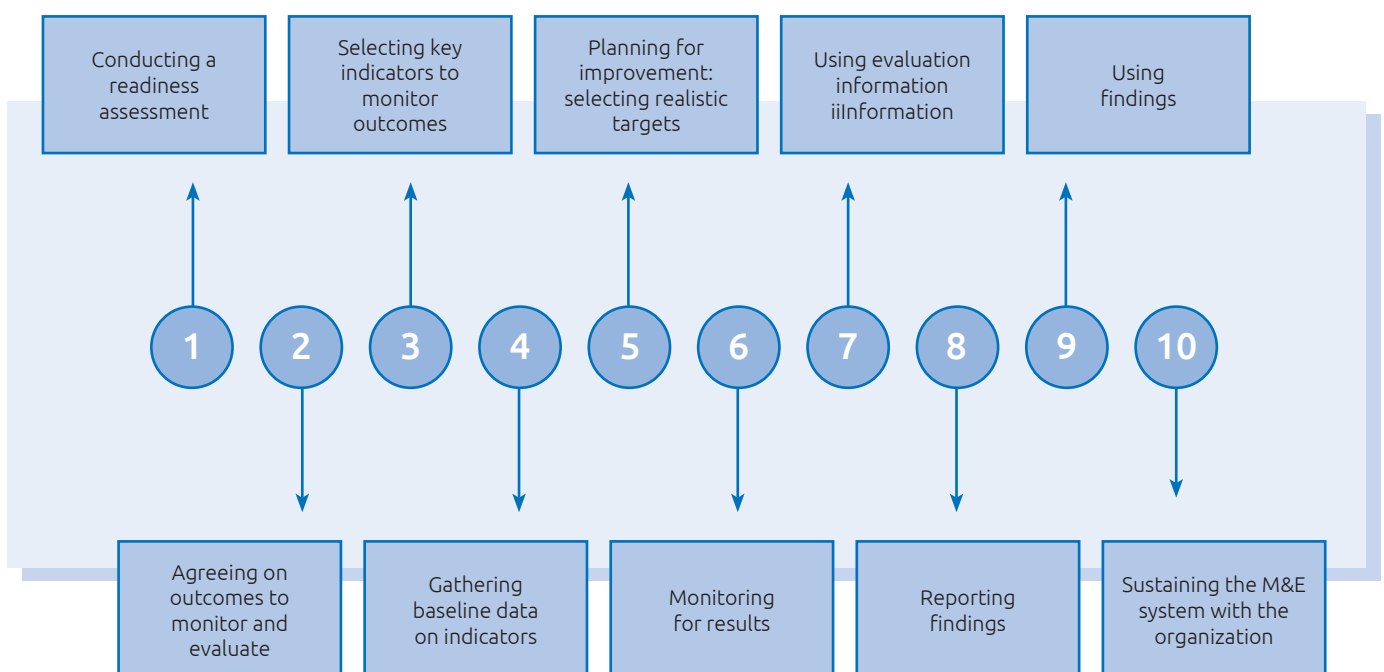 Conducting a
readiness
assessment
Selecting key
indicators to
monitor
outcomes
Planning for
improvement:
selecting realistic
targets
Using evaluation
information
iiInformation
Using
findings
1
2
3
4
5
6
7
8
9
10
Agreeing on
outcomes to
monitor and
evaluate
Gathering
baseline data
on indicators
Monitoring
for results
Reporting
findings
Sustaining the M&E
system with the
organization